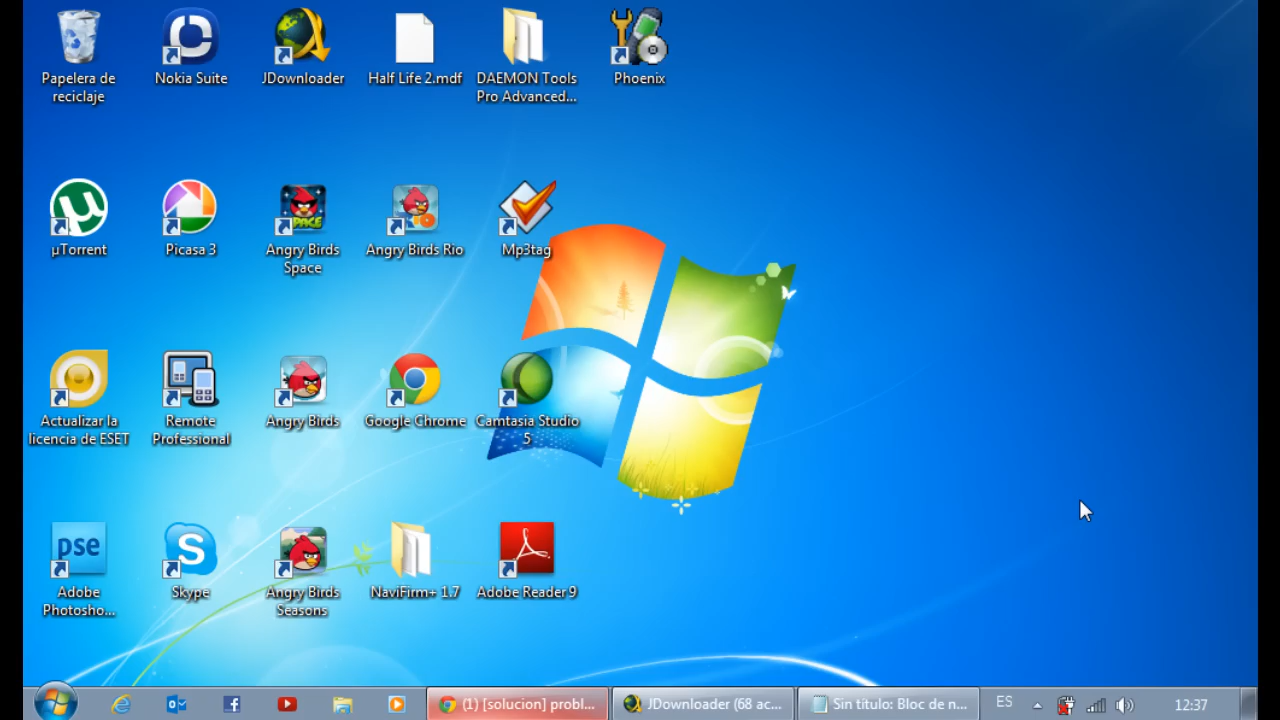 Papelera de
reciclaje
Nokia Suite
JDownloader
Half Life 2.mdf
DAEMON Tools
Pro Advanced...
Phoenix
µTorrent
Picasa 3
Angry Birds
Space
Angry Birds Rio
Mp3tag
Actualizar la
licencia de ESET
Remote
Professional
Angry Birds
Google Chrome
Camtasia Studio
5
pse
Adobe
Photosho...
Skype
Angry Birds
Seasons
NaviFirm+ 1.7
Adobe Reader 9
(1) [solucion] probl...
JDownloader (68 ac...
Sin título: Bloc de n...
ES
12:37